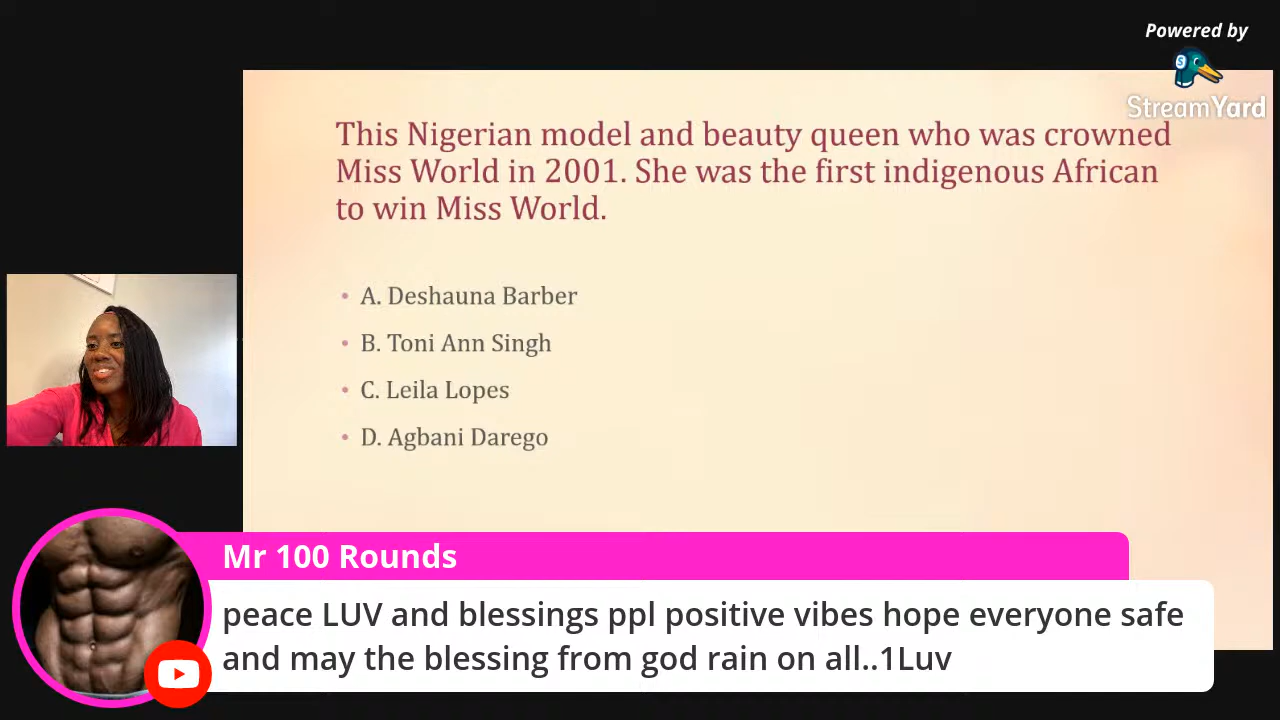 Powered by
StreamYard
This Nigerian model and beauty queen who was crowned
Miss World in 2001. She was the first indigenous African
to win Miss World.
• A. Deshauna Barber
• B. Toni Ann Singh
• C. Leila Lopes
• D. Agbani Darego
Mr 100 Rounds
peace LUV and blessings ppl positive vibes hope everyone safe
and may the blessing from god rain on all..1Luv